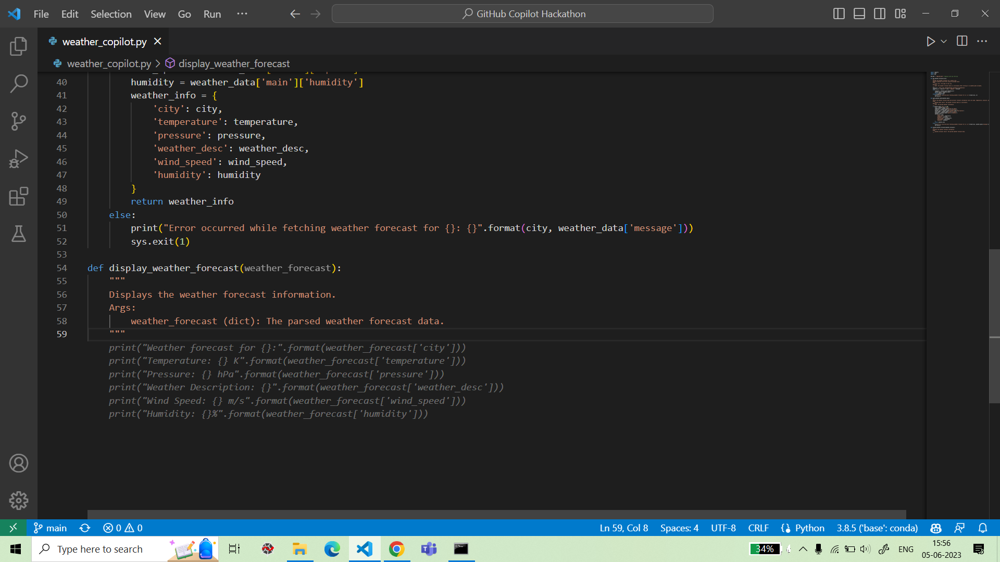 File Edit Selection View Go Run ···
GitHub Copilot Hackathon
weather_copilot.py
weather_copilot.py > display_weather_forecast
40 humidity = weather_data['main']['humidity']
41 weather_info = {
42 'city': city,
43 'temperature': temperature,
44 'pressure': pressure,
45 'weather_desc': weather_desc,
46 'wind_speed': wind_speed,
47 'humidity': humidity
48 }
49 return weather_info
50 else:
51 print("Error occurred while fetching weather forecast for {}: {}".format(city, weather_data['message']))
52 sys.exit(1)
53
54 def display_weather_forecast(weather_forecast):
55 """
56 Displays the weather forecast information.
57 Args:
58 weather_forecast (dict): The parsed weather forecast data.
59 """
print("Weather forecast for {}:".format(weather_forecast['city']))
print("Temperature: {} K".format(weather_forecast['temperature']))
print("Pressure: {} hPa".format(weather_forecast['pressure']))
print("Weather Description: {}".format(weather_forecast['weather_desc']))
print("Wind Speed: {} m/s".format(weather_forecast['wind_speed']))
print("Humidity: {}%".format(weather_forecast['humidity']))
main 0 0 Ln 59, Col 8 Spaces: 4 UTF-8 CRLF Python 3.8.5 ('base': conda)
Type here to search 34% ENG 15:56
05-06-2023